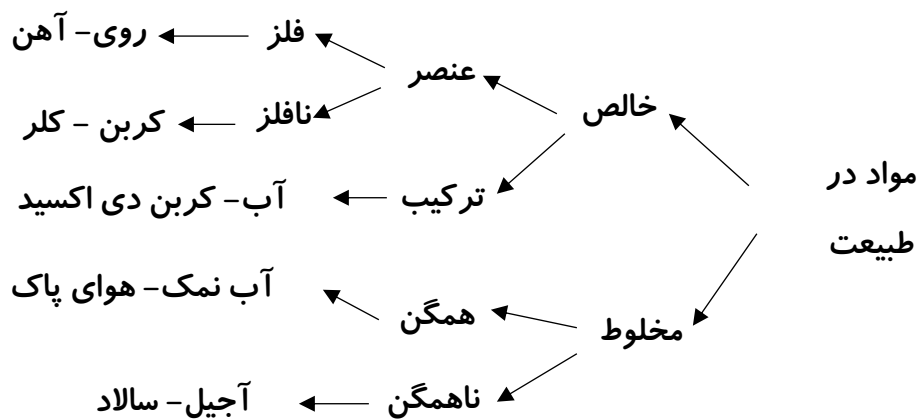 مواد در
طبیعت
خالص
عنصر
فلز
روی- آهن
نافلز
کربن - کلر
ترکیب
آب- کربن دی اکسید
مخلوط
همگن
آب نمک- هوای پاک
ناهمگن
آجیل- سالاد